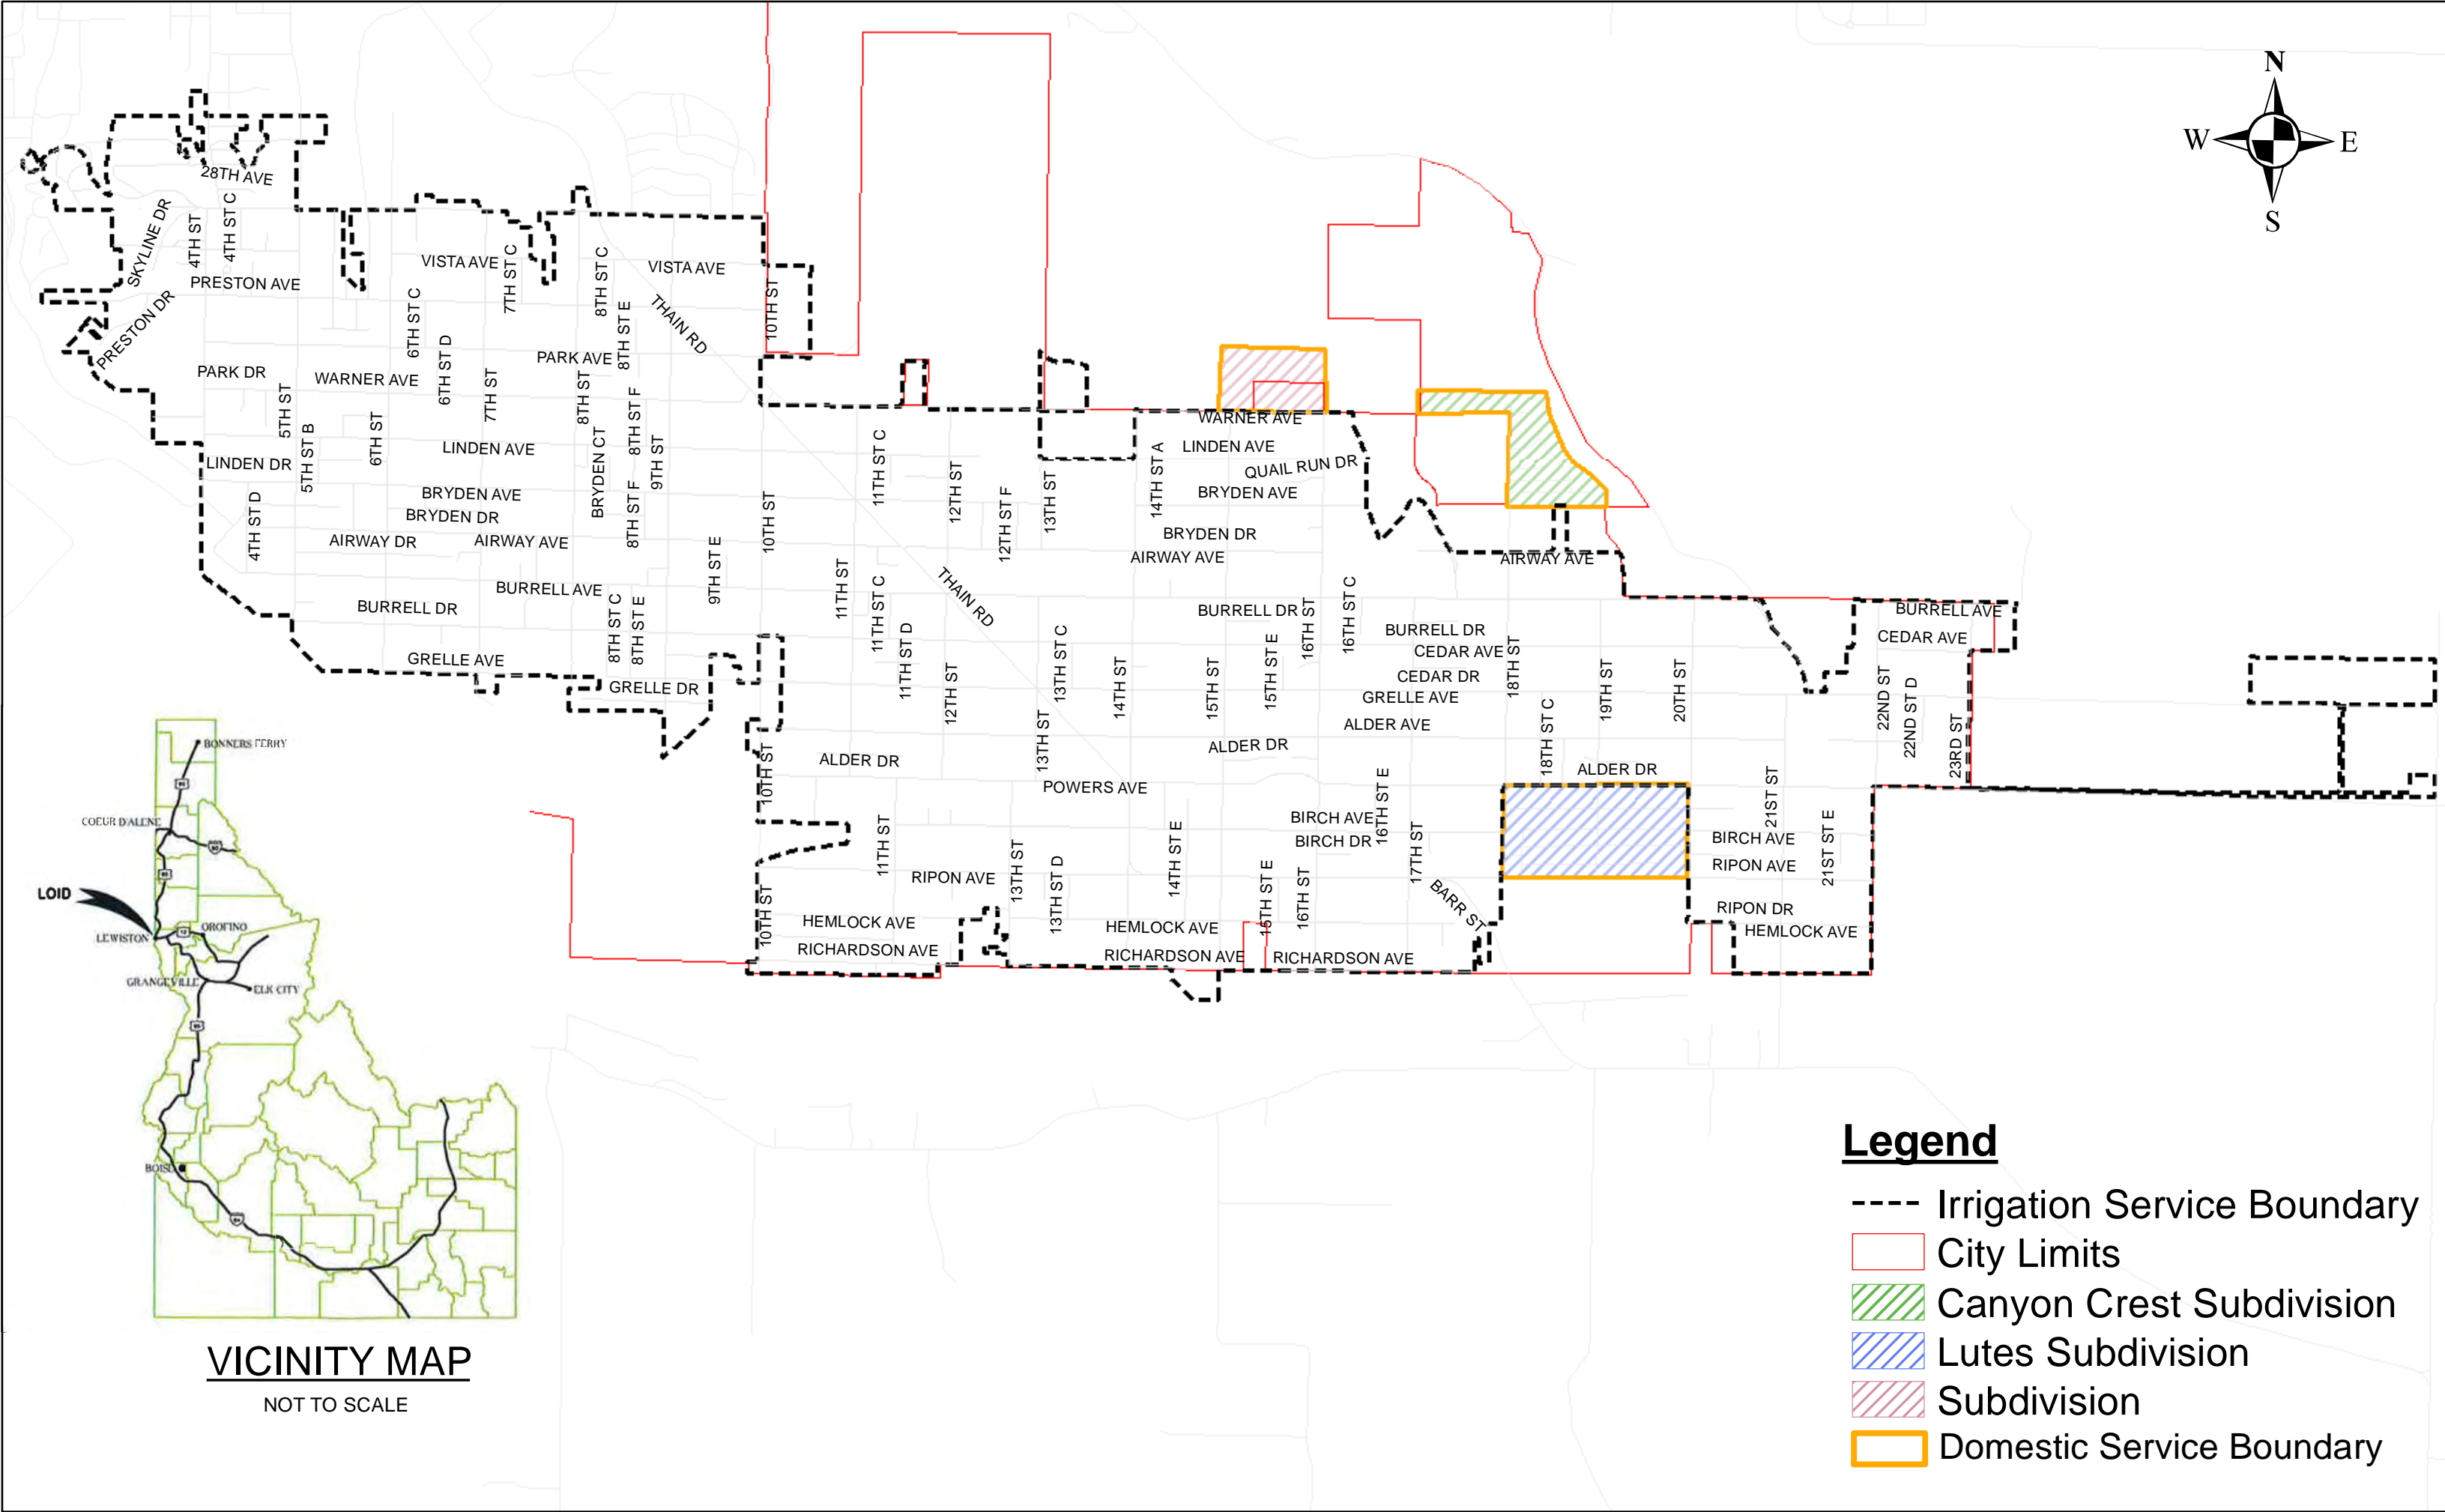 N
W
E
S
28TH AVE
SKYLINE DR
4TH ST
4TH ST C
PRESTON AVE
PRESTON DR
VISTA AVE
7TH ST C
8TH ST C
VISTA AVE
10TH ST
6TH ST C
8TH ST E
THAIN RD
6TH ST D
PARK AVE
PARK DR
WARNER AVE
5TH ST
7TH ST
8TH ST
8TH ST F
6TH ST
5TH ST B
LINDEN AVE
BRYDEN CT
9TH ST
LINDEN DR
4TH ST D
BRYDEN AVE
BRYDEN DR
8TH ST F
AIRWAY DR
AIRWAY AVE
10TH ST
11TH ST C
12TH ST
12TH ST F
13TH ST
14TH ST A
WARNER AVE
LINDEN AVE
QUAIL RUN DR
BRYDEN AVE
BRYDEN DR
AIRWAY AVE
AIRWAY AVE
9TH ST E
BURRELL AVE
BURRELL DR
8TH ST C
8TH ST E
11TH ST
11TH ST C
THAIN RD
11TH ST D
12TH ST
13TH ST C
14TH ST
15TH ST
BURRELL DR
15TH ST E
16TH ST
16TH ST C
BURRELL DR
CEDAR AVE
CEDAR DR
GRELLE AVE
ALDER AVE
18TH ST
19TH ST
20TH ST
BURRELL AVE
CEDAR AVE
22ND ST
22ND ST D
23RD ST
GRELLE AVE
GRELLE DR
10TH ST
ALDER DR
13TH ST
ALDER DR
18TH ST C
ALDER DR
POWERS AVE
21ST ST
11TH ST
14TH ST E
BIRCH AVE
BIRCH DR
16TH ST E
17TH ST
BIRCH AVE
RIPON AVE
21ST ST E
RIPON AVE
13TH ST
13TH ST D
15TH ST E
16TH ST
BARR ST
RIPON DR
HEMLOCK AVE
10TH ST
HEMLOCK AVE
RICHARDSON AVE
HEMLOCK AVE
RICHARDSON AVE
RICHARDSON AVE
BONNERS FERRY
95
COEUR D'ALENE
90
95
LOID
LEWISTON
12
OROFINO
GRANGEVILLE
ELK CITY
95
BOISE
84
VICINITY MAP
NOT TO SCALE
Legend
Irrigation Service Boundary
City Limits
Canyon Crest Subdivision
Lutes Subdivision
Subdivision
Domestic Service Boundary